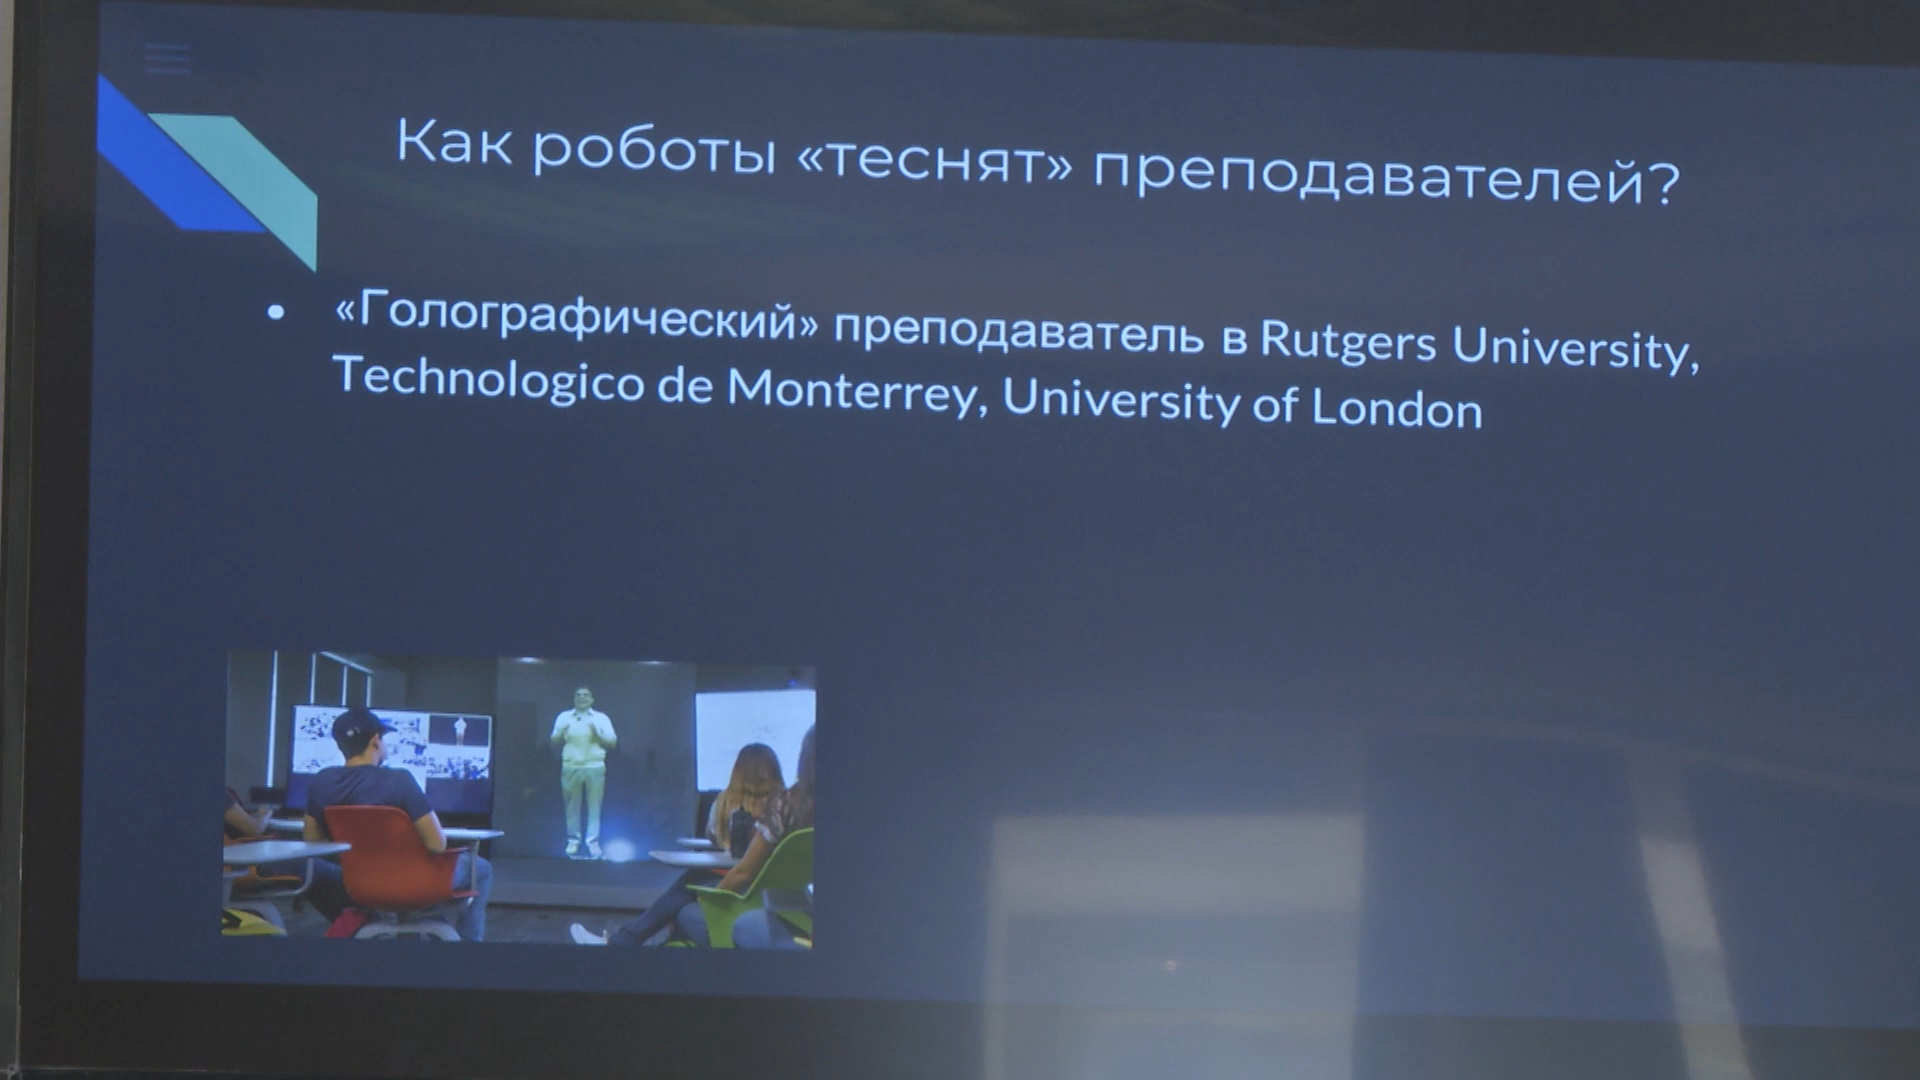 Как роботы «теснят» преподавателей?
• «Голографический» преподаватель в Rutgers University,
Technologico de Monterrey, University of London